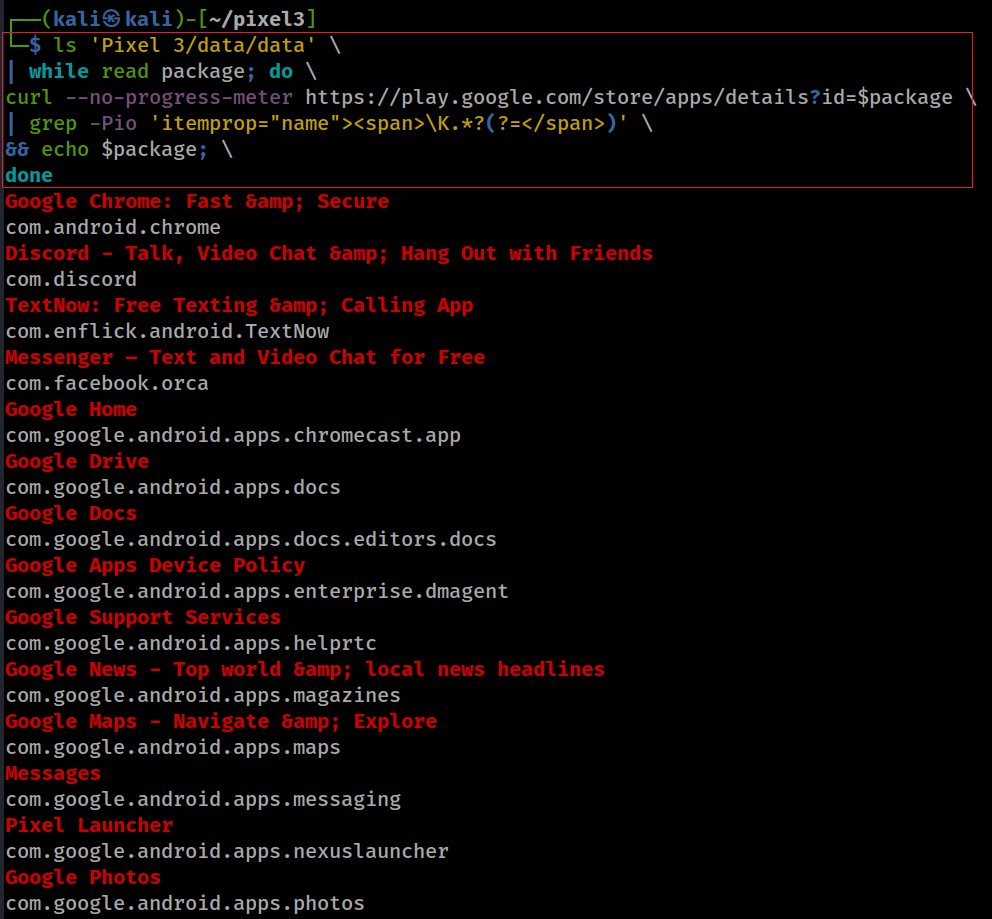 ┌──(kali㉿kali)-[~/pixel3]
└─$ ls 'Pixel 3/data/data' \
| while read package; do \
curl --no-progress-meter https://play.google.com/store/apps/details?id=$package \
| grep -Pio 'itemprop="name"><span>\K.*?(?=</span>)' \
&& echo $package; \
done
Google Chrome: Fast &amp; Secure
com.android.chrome
Discord - Talk, Video Chat &amp; Hang Out with Friends
com.discord
TextNow: Free Texting &amp; Calling App
com.enflick.android.TextNow
Messenger – Text and Video Chat for Free
com.facebook.orca
Google Home
com.google.android.apps.chromecast.app
Google Drive
com.google.android.apps.docs
Google Docs
com.google.android.apps.docs.editors.docs
Google Apps Device Policy
com.google.android.apps.enterprise.dmagent
Google Support Services
com.google.android.apps.helprtc
Google News - Top world &amp; local news headlines
com.google.android.apps.magazines
Google Maps - Navigate &amp; Explore
com.google.android.apps.maps
Messages
com.google.android.apps.messaging
Pixel Launcher
com.google.android.apps.nexuslauncher
Google Photos
com.google.android.apps.photos